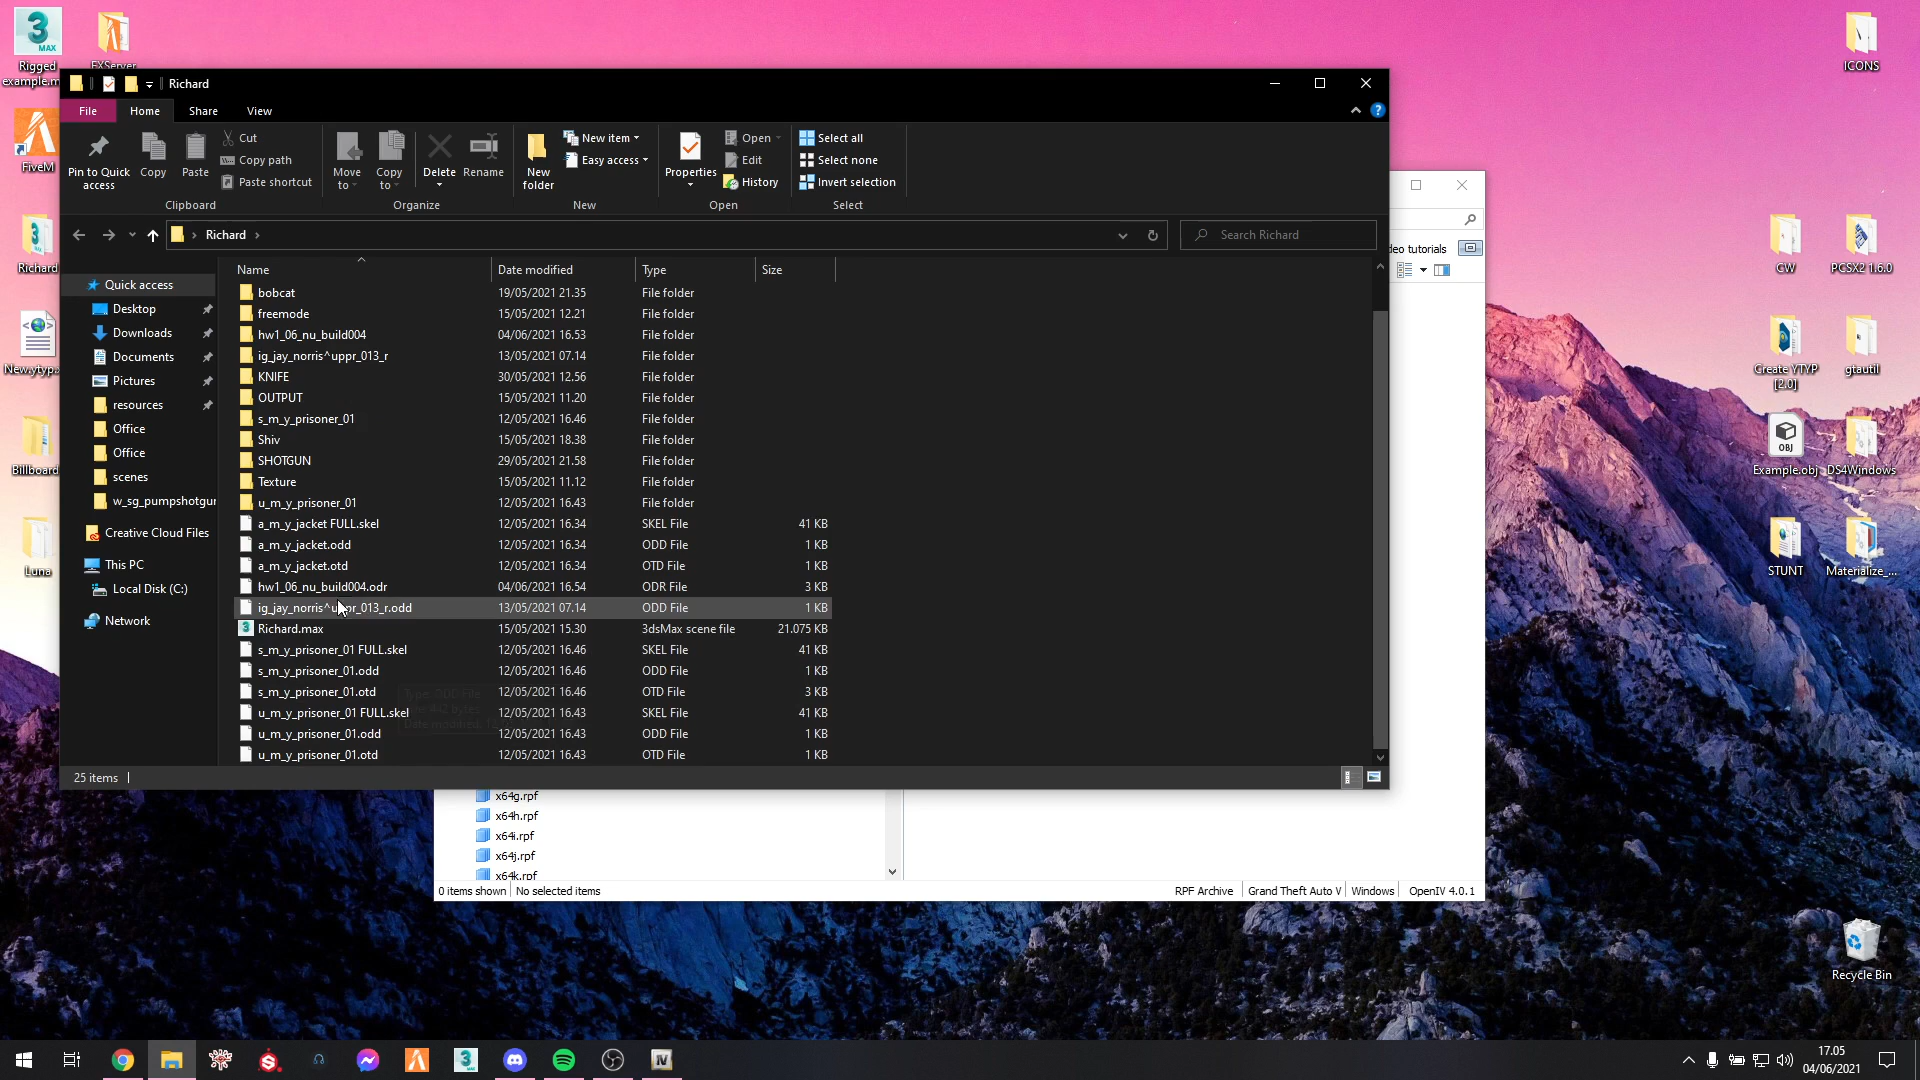 Rigged
example.m
FXServer
FiveM
Richard
New.ytyp..
Billboard
Luna
Richard
File
Home
Share
View
Pin to Quick
access
Copy
Paste
Cut
Copy path
Paste shortcut
Clipboard
Move
to
Copy
to
Delete
Rename
Organize
New
folder
New item
Easy access
New
Properties
Open
Edit
History
Open
Select all
Select none
Invert selection
Select
Richard
Search Richard
Quick access
Desktop
Downloads
Documents
Pictures
resources
Office
Office
scenes
w_sg_pumpshotgur
Creative Cloud Files
This PC
Local Disk (C:)
Network
Name Date modified Type Size
bobcat 19/05/2021 21.35 File folder
freemode 15/05/2021 12.21 File folder
hw1_06_nu_build004 04/06/2021 16.53 File folder
ig_jay_norris^uppr_013_r 13/05/2021 07.14 File folder
KNIFE 30/05/2021 12.56 File folder
OUTPUT 15/05/2021 11.20 File folder
s_m_y_prisoner_01 12/05/2021 16.46 File folder
Shiv 15/05/2021 18.38 File folder
SHOTGUN 29/05/2021 21.58 File folder
Texture 15/05/2021 11.12 File folder
u_m_y_prisoner_01 12/05/2021 16.43 File folder
a_m_y_jacket FULL.skel 12/05/2021 16.34 SKEL File 41 KB
a_m_y_jacket.odd 12/05/2021 16.34 ODD File 1 KB
a_m_y_jacket.otd 12/05/2021 16.34 OTD File 1 KB
hw1_06_nu_build004.odr 04/06/2021 16.54 ODR File 3 KB
ig_jay_norris^uppr_013_r.odd 13/05/2021 07.14 ODD File 1 KB
Richard.max 15/05/2021 15.30 3dsMax scene file 21.075 KB
s_m_y_prisoner_01 FULL.skel 12/05/2021 16.46 SKEL File 41 KB
s_m_y_prisoner_01.odd 12/05/2021 16.46 ODD File 1 KB
s_m_y_prisoner_01.otd 12/05/2021 16.46 OTD File 3 KB
u_m_y_prisoner_01 FULL.skel 12/05/2021 16.43 SKEL File 41 KB
u_m_y_prisoner_01.odd 12/05/2021 16.43 ODD File 1 KB
u_m_y_prisoner_01.otd 12/05/2021 16.43 OTD File 1 KB
25 items
deo tutorials
x64g.rpf
x64h.rpf
x64i.rpf
x64j.rpf
x64k.rpf
0 items shown No selected items RPF Archive Grand Theft Auto V Windows OpenIV 4.0.1
ICONS
GW
PCSX2 1.6.0
Create YTYP
[2.0]
gtautil
OBJ
Example.obj
DS4Windows
STUNT
Materialize_...
Recycle Bin
17.05
04/06/2021